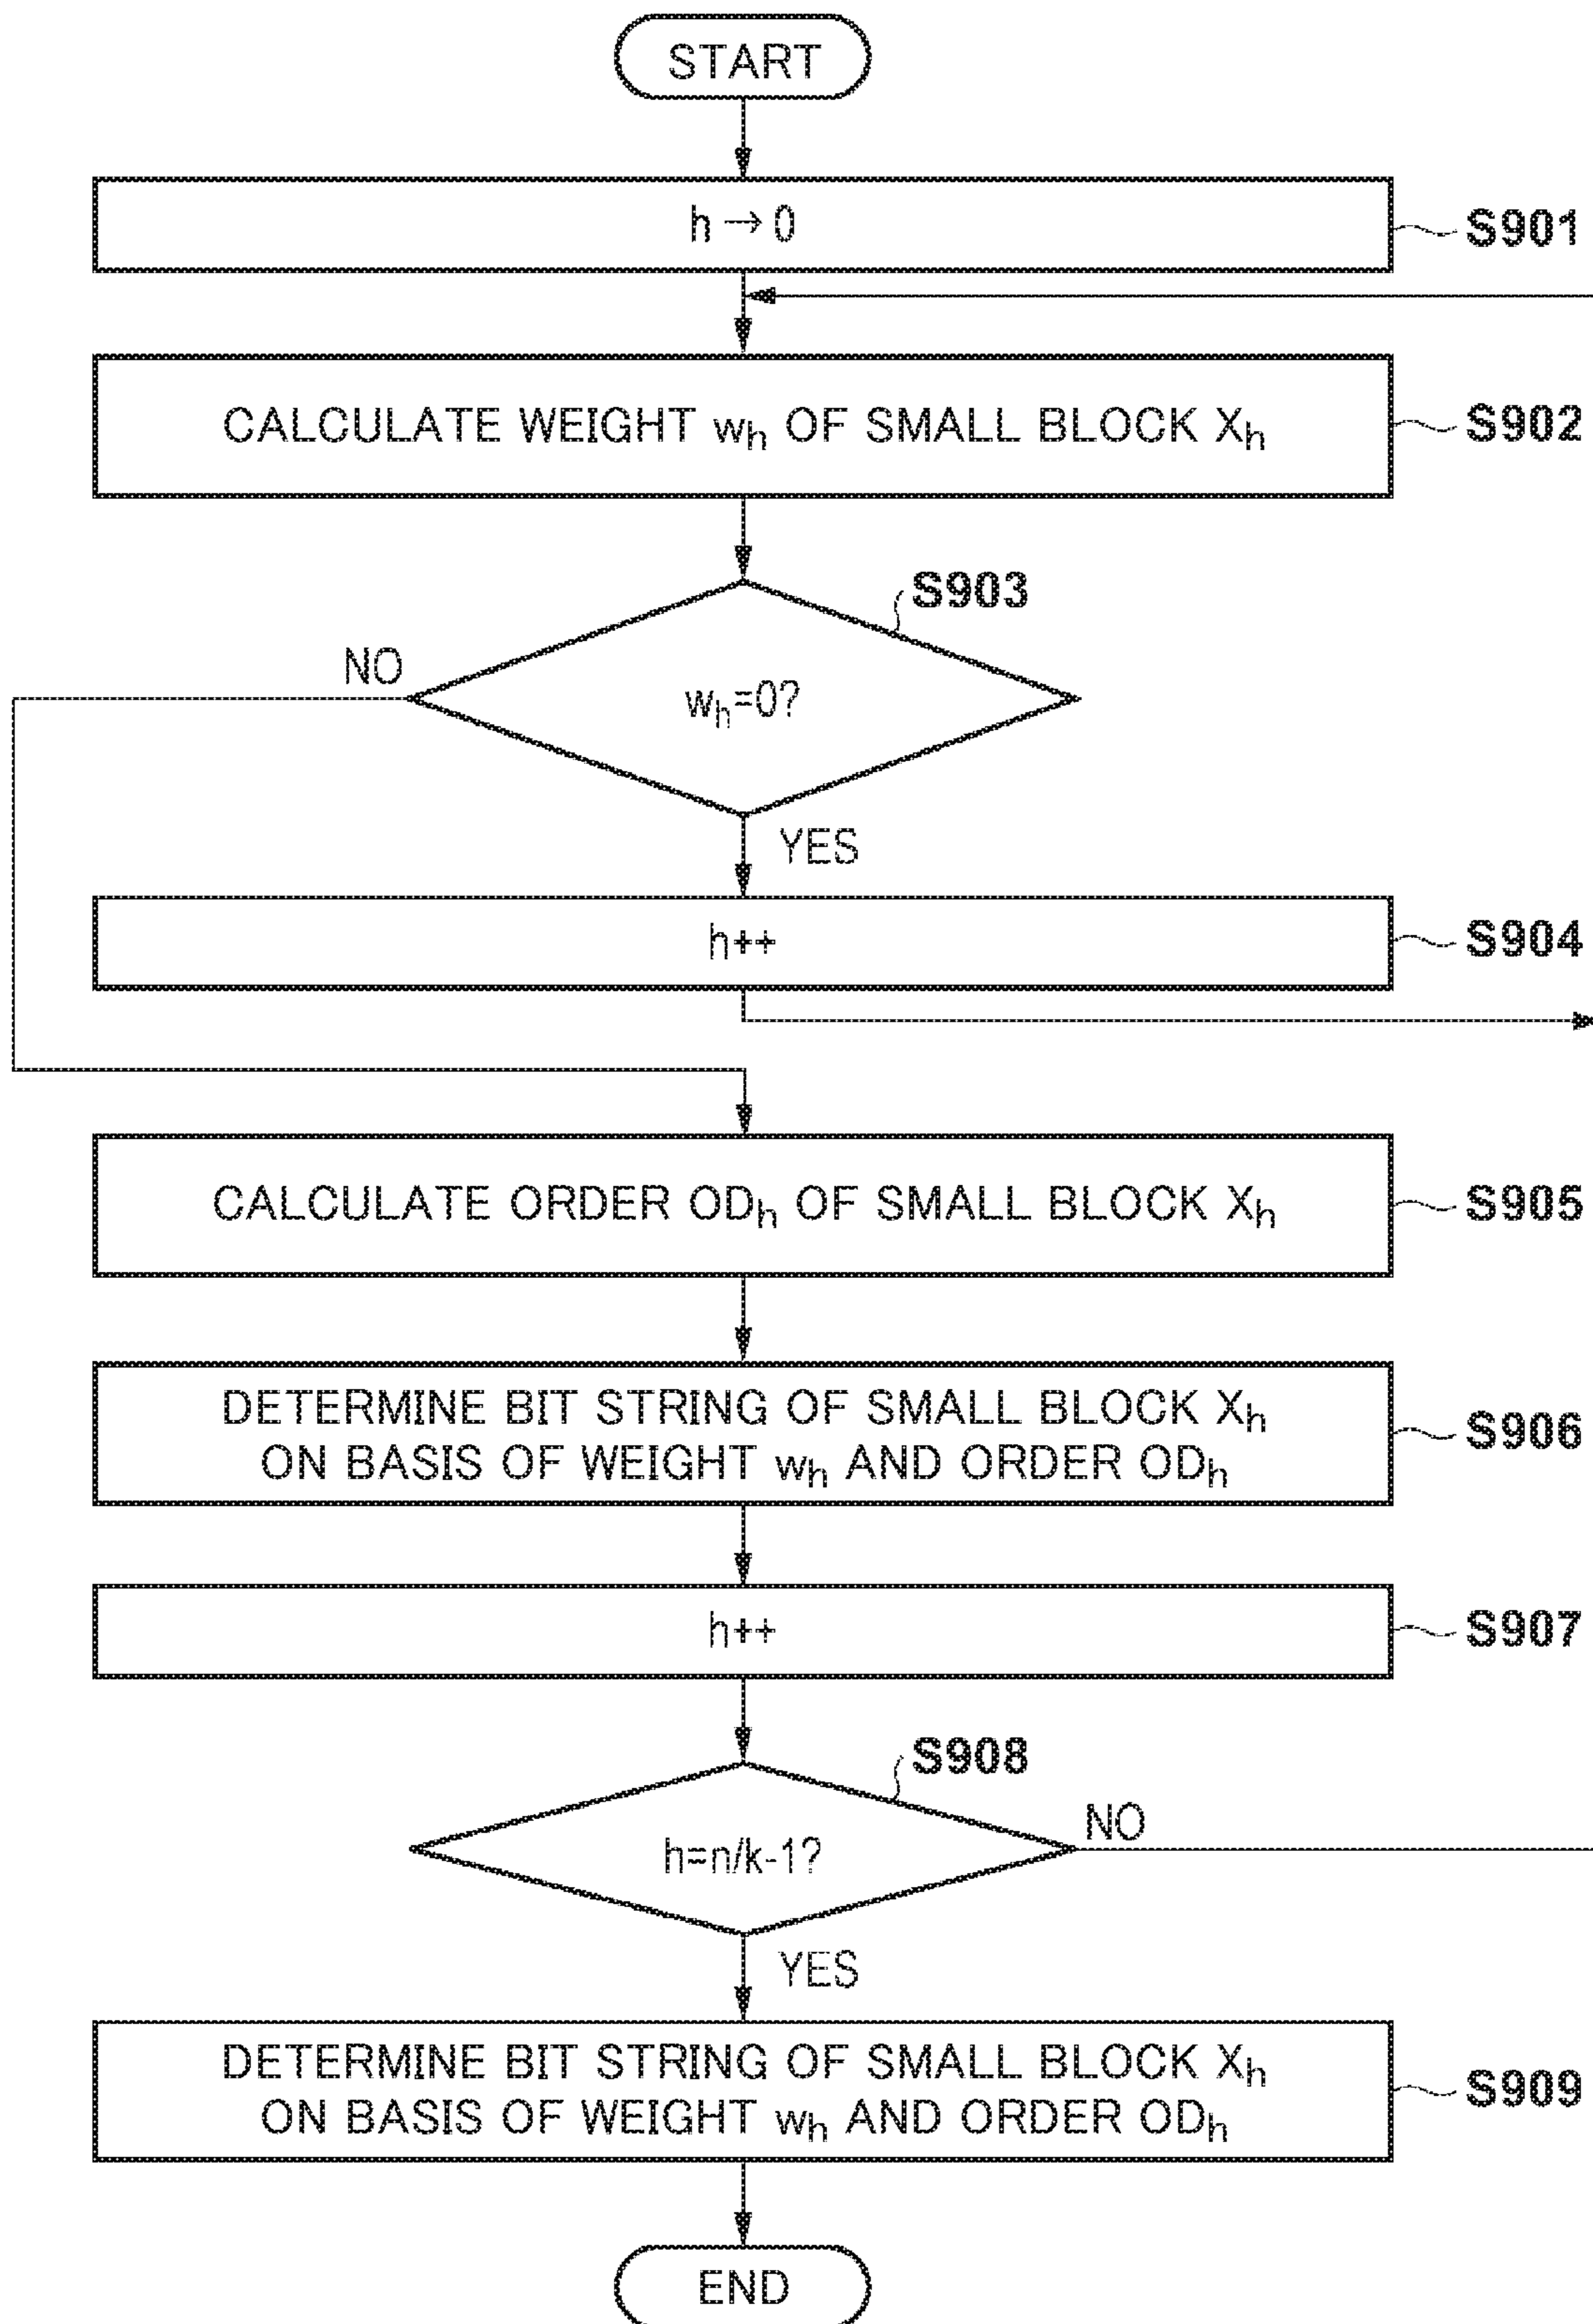 START
h→0
S901
CALCULATE WEIGHT wh OF SMALL BLOCK Xh
S902
S903
NO
wh=0?
YES
h++
S904
CALCULATE ORDER ODh OF SMALL BLOCK Xh
S905
DETERMINE BIT STRING OF SMALL BLOCK Xh
ON BASIS OF WEIGHT wh AND ORDER ODh
S906
h++
S907
S908
NO
h=n/k-1?
YES
DETERMINE BIT STRING OF SMALL BLOCK Xh
ON BASIS OF WEIGHT wh AND ORDER ODh
S909
END